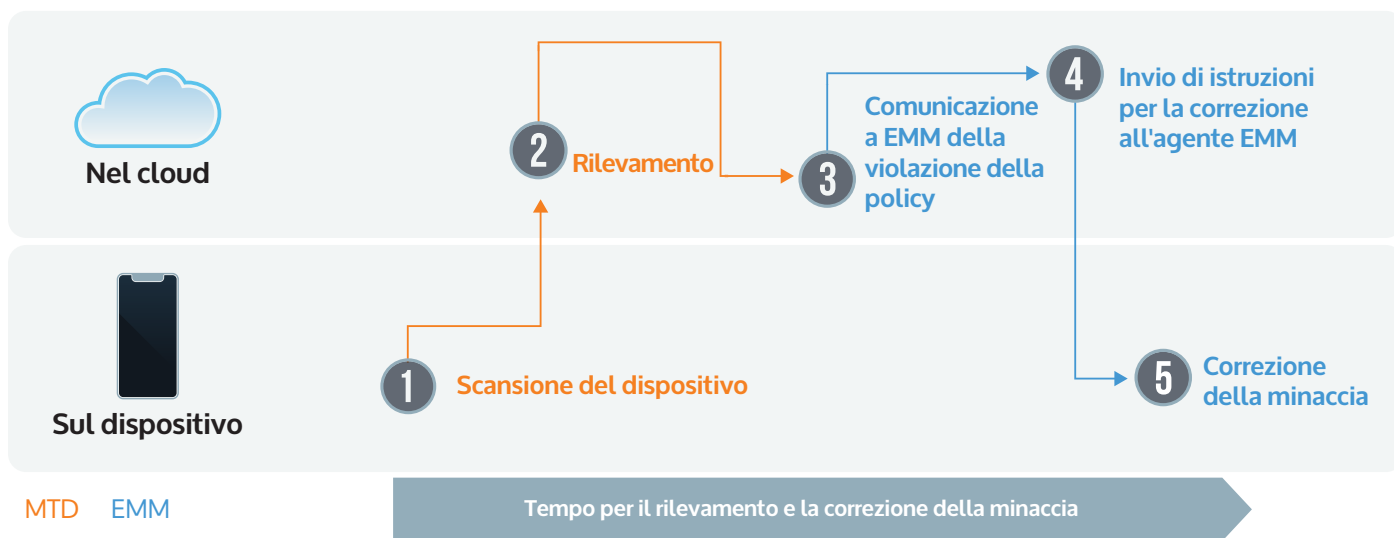 Nel cloud
2
Rilevamento
3
Comunicazione
a EMM della
violazione della
policy
4
Invio di istruzioni
per la correzione
all'agente EMM
Sul dispositivo
1
Scansione del dispositivo
5
Correzione
della minaccia
MTD EMM
Tempo per il rilevamento e la correzione della minaccia